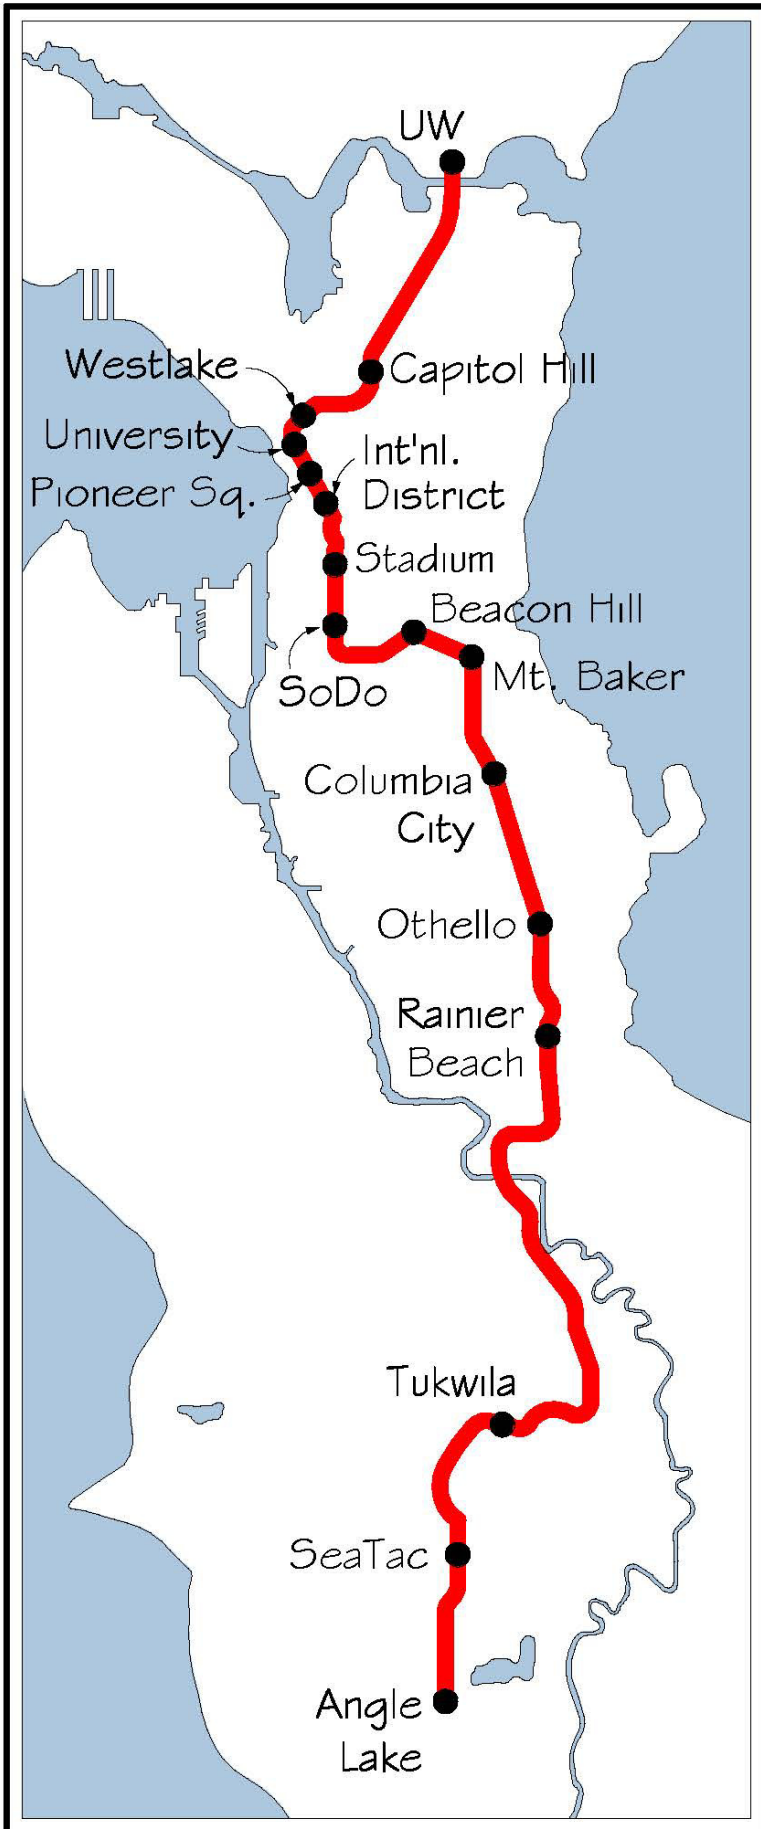 UW
Westlake
Capitol Hill
University
Int'nl.
District
Pioneer Sq.
Stadium
Beacon Hill
SoDo
Mt. Baker
Columbia
City
Othello
Rainier
Beach
Tukwila
SeaTac
Angle
Lake